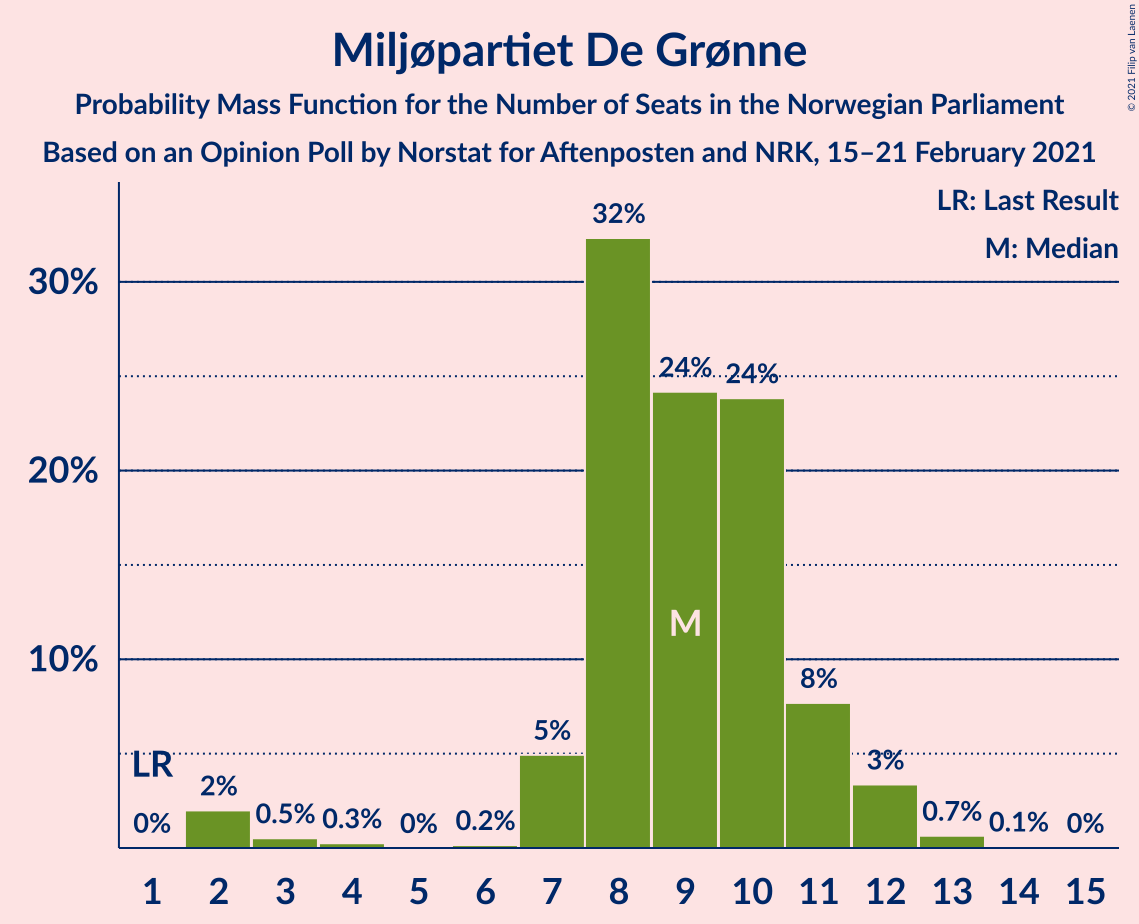 Miljøpartiet De Grønne
Probability Mass Function for the Number of Seats in the Norwegian Parliament
Based on an Opinion Poll by Norstat for Aftenposten and NRK, 15–21 February 2021
© 2021 Filip van Laenen
LR: Last Result
M: Median
30%
20%
10%
LR
0%
2%
0.5%
0.3%
0%
0.2%
5%
32%
24%
24%
8%
3%
0.7%
0.1%
0%
M
1 2 3 4 5 6 7 8 9 10 11 12 13 14 15